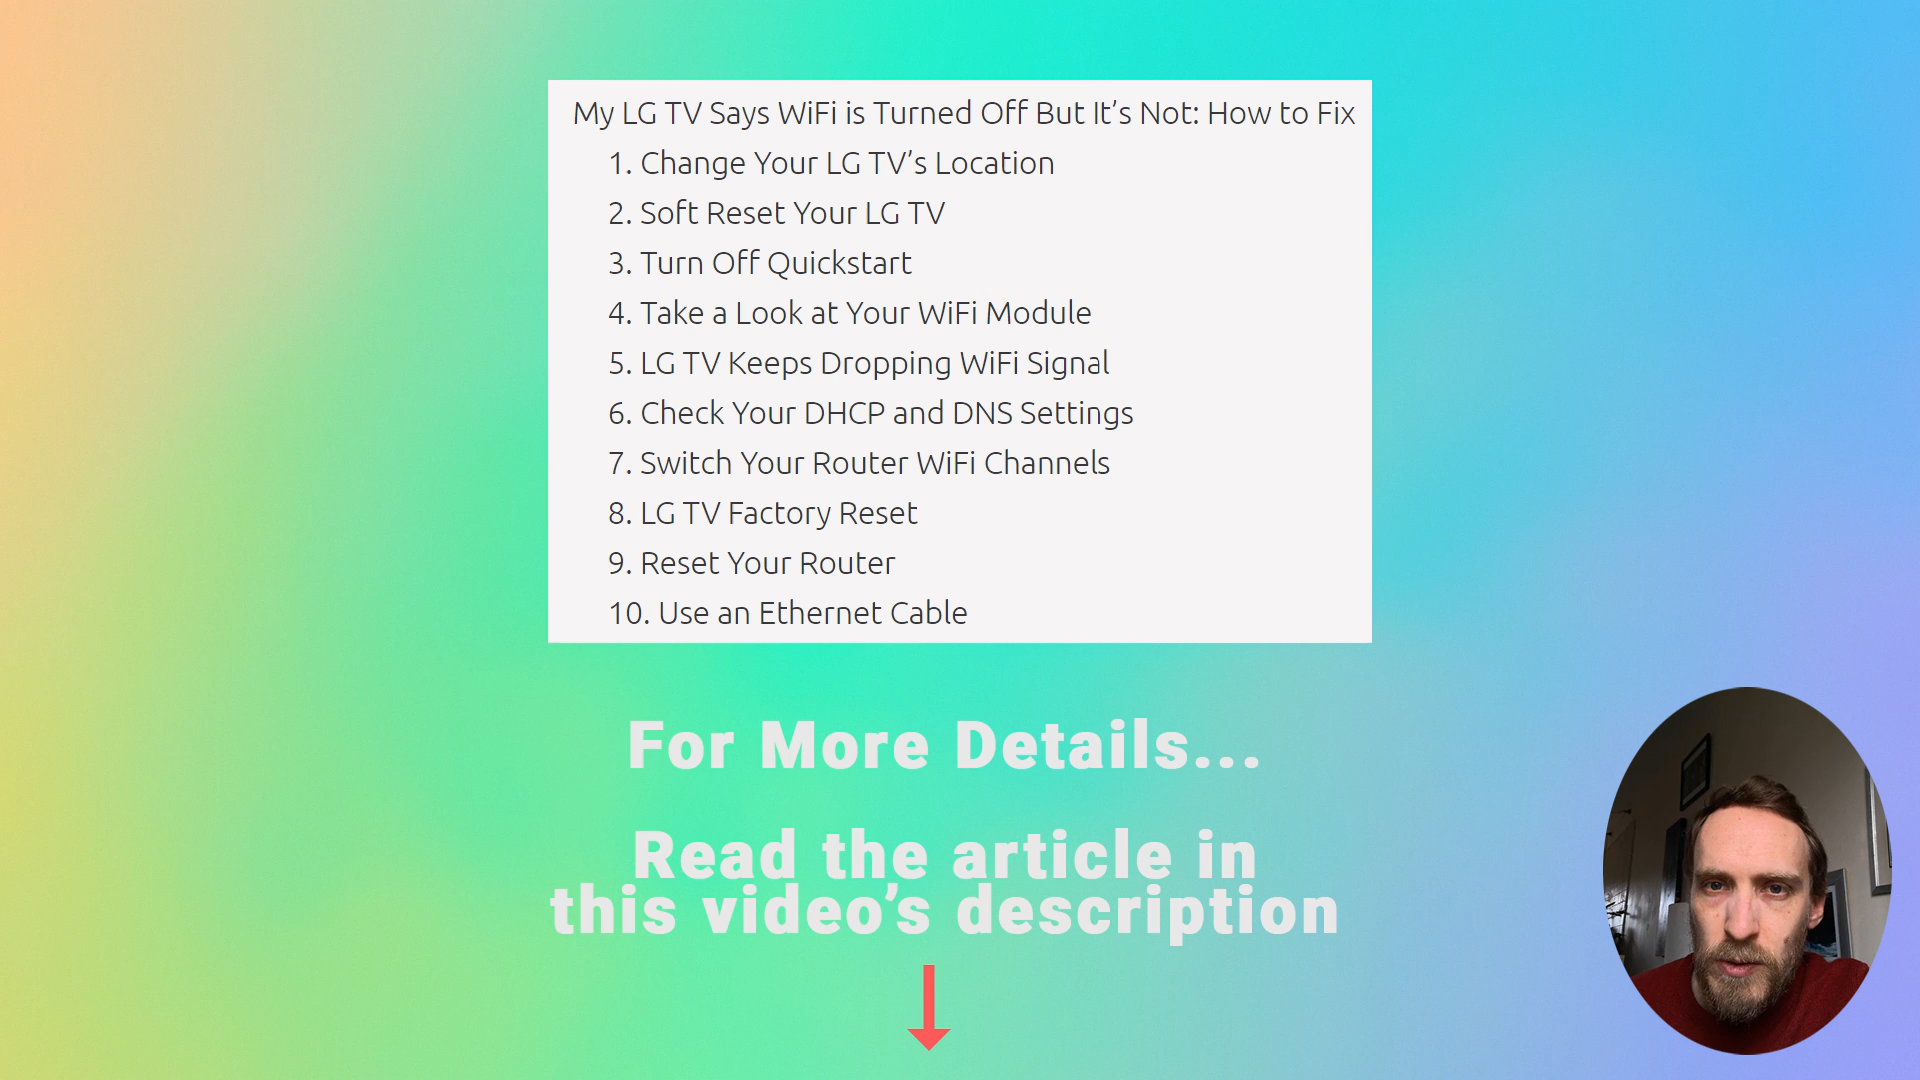 My LG TV Says WiFi is Turned Off But It’s Not: How to Fix
1. Change Your LG TV’s Location
2. Soft Reset Your LG TV
3. Turn Off Quickstart
4. Take a Look at Your WiFi Module
5. LG TV Keeps Dropping WiFi Signal
6. Check Your DHCP and DNS Settings
7. Switch Your Router WiFi Channels
8. LG TV Factory Reset
9. Reset Your Router
10. Use an Ethernet Cable
For More Details...
Read the article in
this video’s description